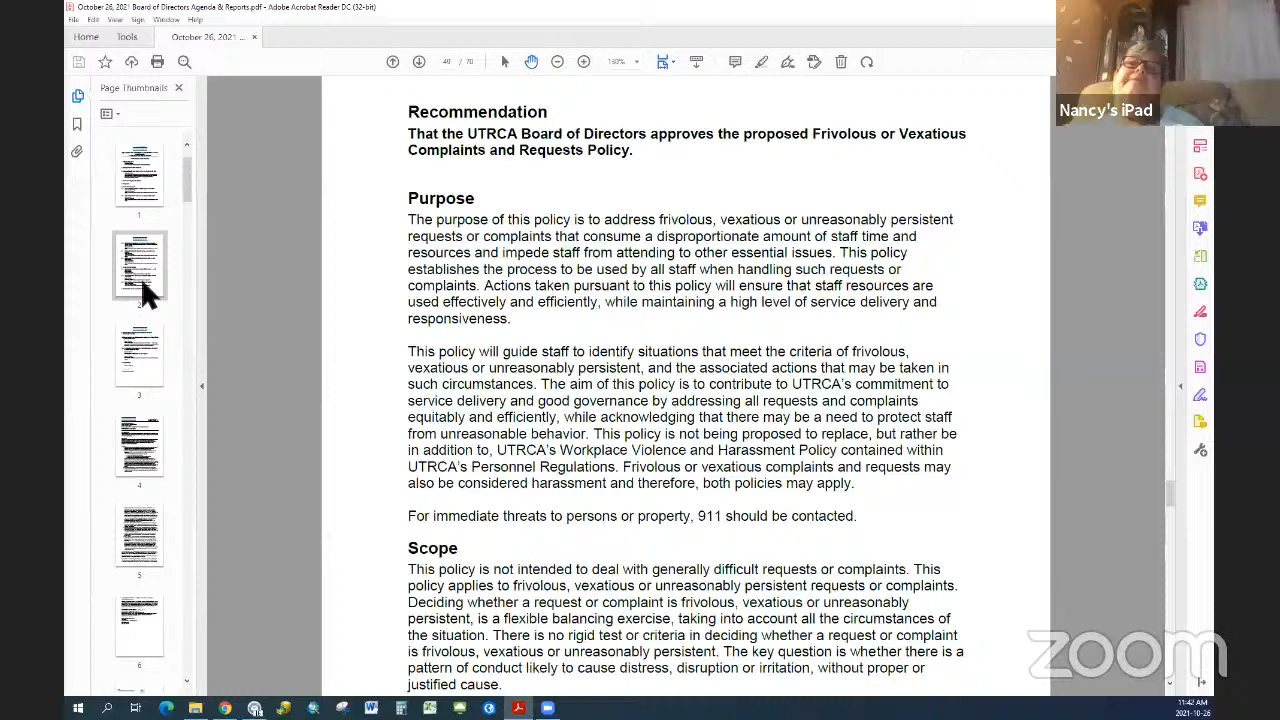 October 26, 2021 Board of Directors Agenda & Reports.pdf - Adobe Acrobat Reader DC (32-bit)
File Edit View Sign Window Help
Home Tools October 26, 2021 ... ×
49 / 70 130%
Page Thumbnails ×
1
2
3
4
5
6
Nancy's iPad
Recommendation
That the UTRCA Board of Directors approves the proposed Frivolous or Vexatious
Complaints and Requests Policy.
Purpose
The purpose of this policy is to address frivolous, vexatious or unreasonably persistent
requests or complaints that consume a disproportionate amount of staff time and
resources and impede staff from attending to other essential issues. This policy
establishes the process to be used by all staff when handling such requests or
complaints. Actions taken pursuant to this policy will ensure that staff resources are
used effectively and efficiently, while maintaining a high level of service delivery and
responsiveness.
This policy will guide staff to identify situations that meet the criteria of frivolous,
vexatious or unreasonably persistent, and the associated actions that may be taken in
such circumstances. The aim of this policy is to contribute to UTRCA's commitment to
service delivery and good governance by addressing all requests and complaints
equitably and efficiently, while acknowledging that there may be a need to protect staff
from unreasonable behavior. This policy is not being proposed to replace, but rather be
in addition to, UTRCA's Workplace Violence and Harassment Policy contained within
UTRCA's Personnel Regulations. Frivolous or vexatious complaints and requests may
also be considered harassment and therefore, both policies may apply.
For immediate threats to persons or property, 911 should be contacted.
Scope
This policy is not intended to deal with generally difficult requests or complaints. This
policy applies to frivolous, vexatious or unreasonably persistent requests or complaints.
Deciding whether a request or complaint is frivolous, vexatious or unreasonably
persistent, is a flexible balancing exercise, taking into account all the circumstances of
the situation. There is no rigid test or criteria in deciding whether a request or complaint
is frivolous, vexatious or unreasonably persistent. The key question is whether there is a
pattern of conduct likely to cause distress, disruption or irritation, without proper or
justified cause.
zoom
11:42 AM
2021-10-26